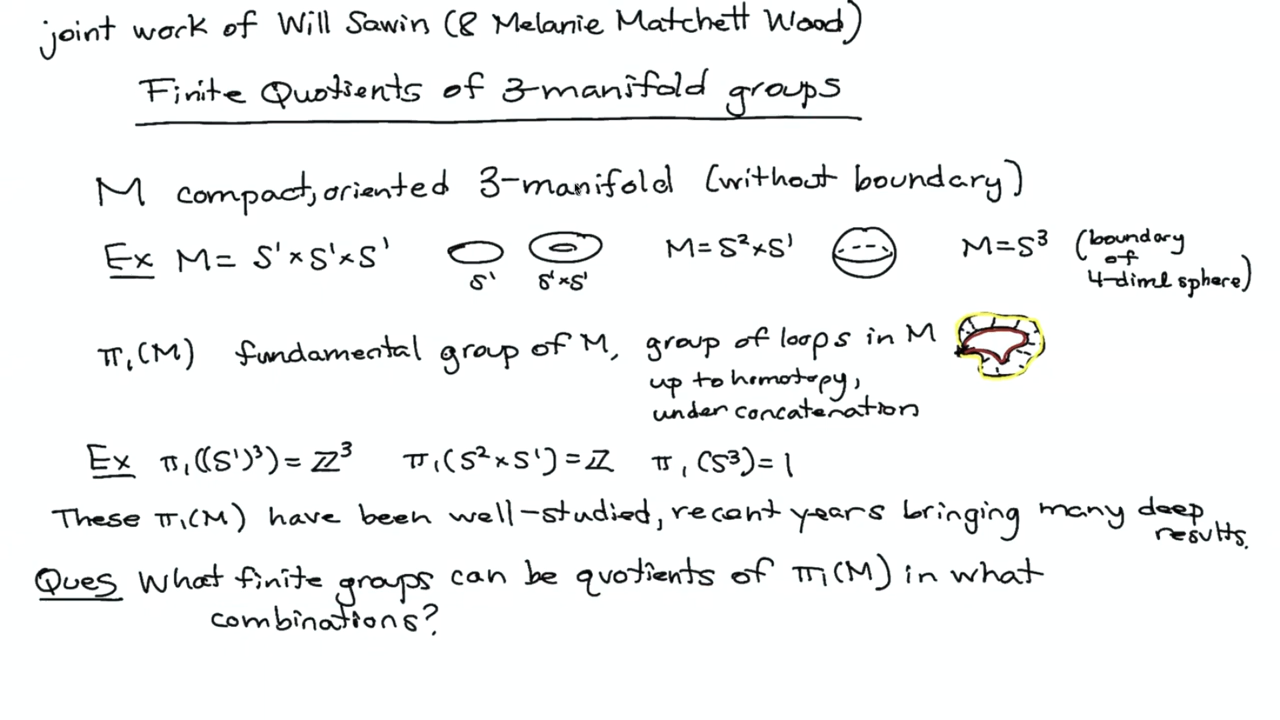 joint work of Will Sawin (& Melanie Matchett Wood)
Finite Quotients of 3-manifold groups
M compact, oriented 3-manifold (without boundary)
Ex M = S¹×S¹×S¹ S¹ S¹×S¹ M = S²×S¹ M = S³ (boundary of 4-diml sphere)
π₁(M) fundamental group of M, group of loops in M
up to homotopy,
under concatenation
Ex π₁((S¹)³) = ℤ³ π₁(S²×S¹) = ℤ π₁(S³) = 1
These π₁(M) have been well-studied, recent years bringing many deep
results.
Ques What finite groups can be quotients of π₁(M) in what
combinations?